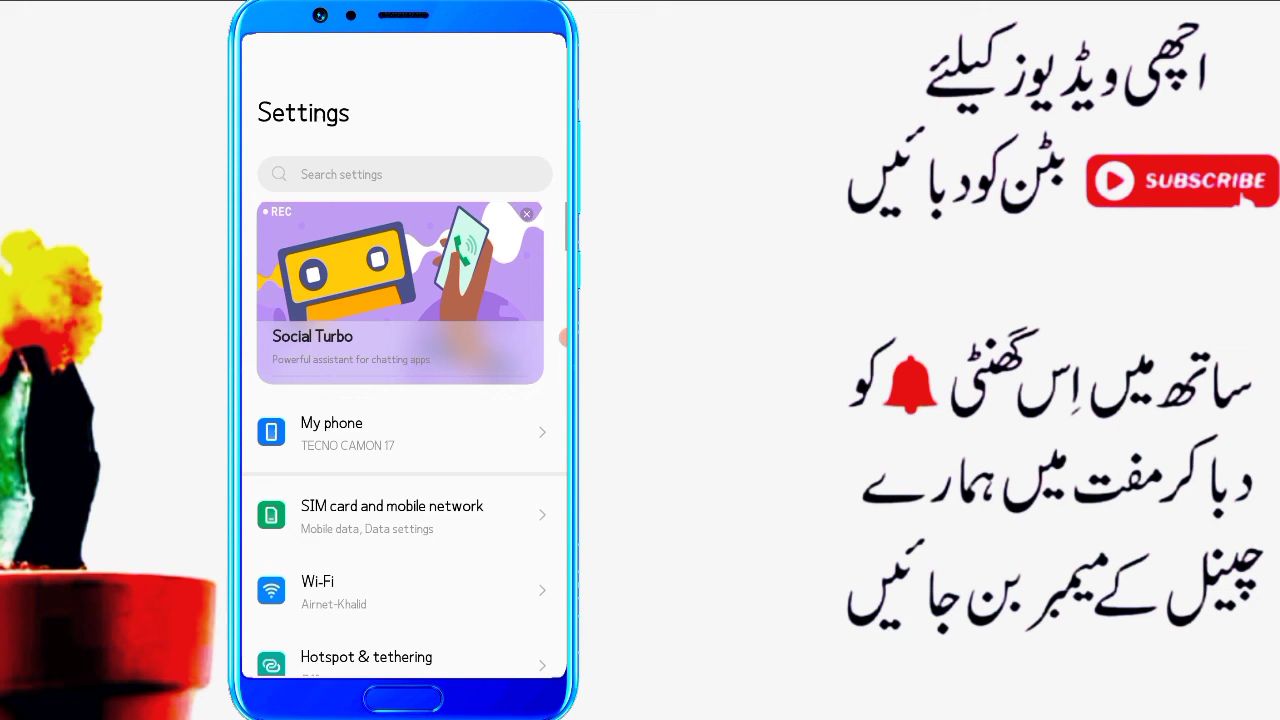 Settings
Search settings
REC
Social Turbo
Powerful assistant for chatting apps
My phone
TECNO CAMON 17
SIM card and mobile network
Mobile data, Data settings
Wi-Fi
Airnet-Khalid
Hotspot & tethering
اچھی ویڈیوز کیلئے
SUBSCRIBE بٹن کو دبائیں
ساتھ میں اِس گھنٹی کو
دبا کر مفت میں ہمارے
چینل کے میمبر بن جائیں